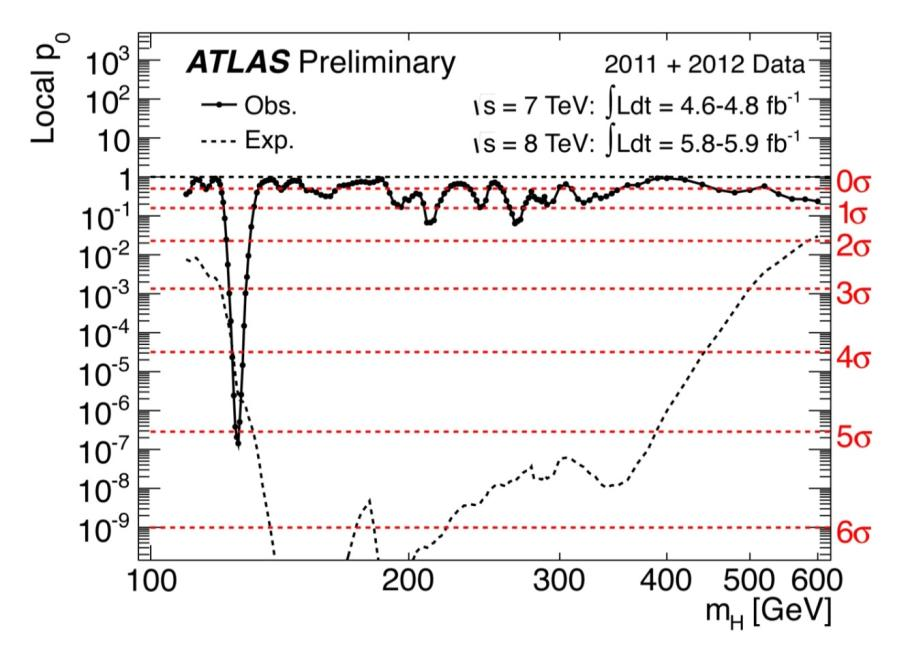 Local p₀
10³
10²
10
1
10⁻¹
10⁻²
10⁻³
10⁻⁴
10⁻⁵
10⁻⁶
10⁻⁷
10⁻⁸
10⁻⁹
ATLAS Preliminary
2011 + 2012 Data
Obs.
√s = 7 TeV: ∫Ldt = 4.6-4.8 fb⁻¹
Exp.
√s = 8 TeV: ∫Ldt = 5.8-5.9 fb⁻¹
0σ
1σ
2σ
3σ
4σ
5σ
6σ
100 200 300 400 500 600
m_H [GeV]